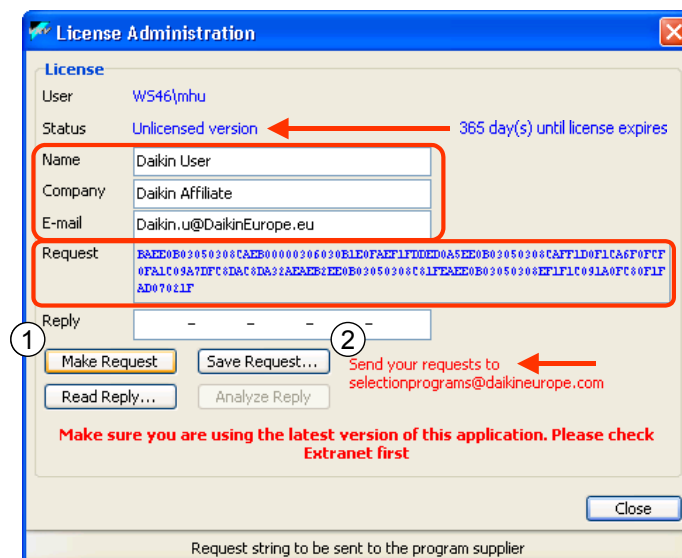 License Administration
License
User WS46\mhu
Status Unlicensed version 365 day(s) until license expires
Name Daikin User
Company Daikin Affiliate
E-mail Daikin.u@DaikinEurope.eu
Request
Reply – – – –
1 2
Make Request Save Request... Send your requests to
Read Reply... Analyze Reply selectionprograms@daikineurope.com
Make sure you are using the latest version of this application. Please check
Extranet first
Close
Request string to be sent to the program supplier